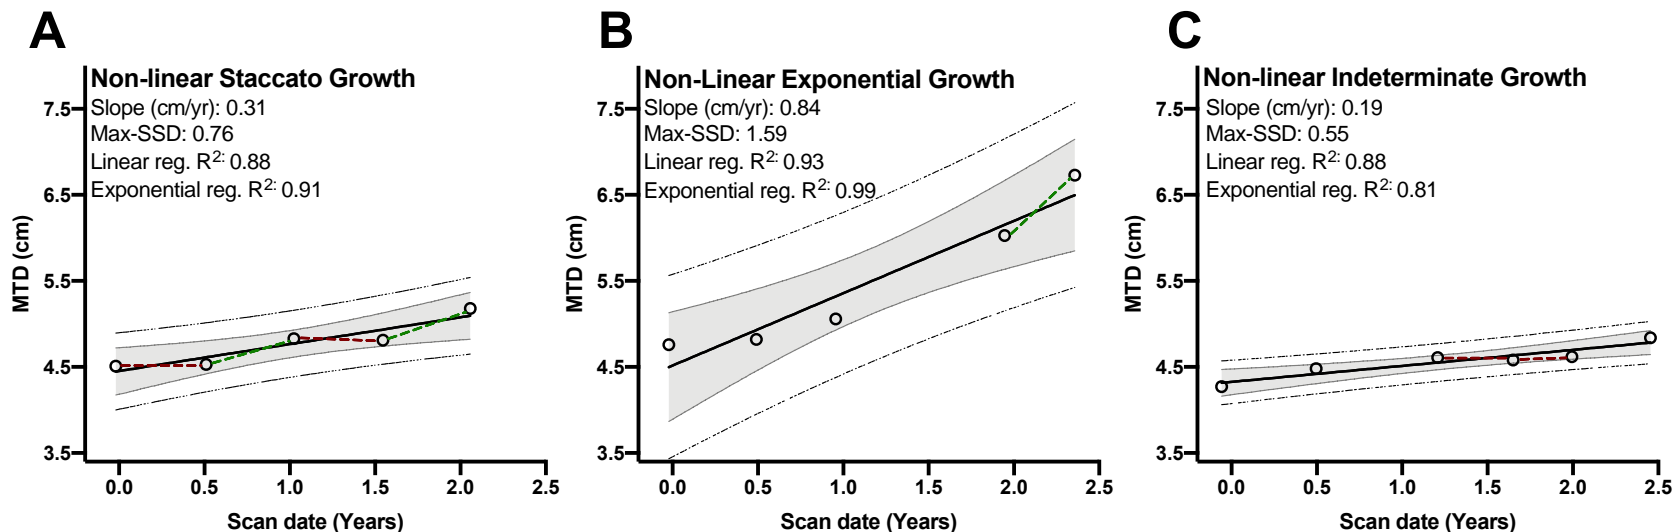 A
Non-linear Staccato Growth
Slope (cm/yr): 0.31
Max-SSD: 0.76
Linear reg. R²: 0.88
Exponential reg. R²: 0.91
MTD (cm)
7.5
6.5
5.5
4.5
3.5
0.0 0.5 1.0 1.5 2.0 2.5
Scan date (Years)
B
Non-Linear Exponential Growth
Slope (cm/yr): 0.84
Max-SSD: 1.59
Linear reg. R²: 0.93
Exponential reg. R²: 0.99
MTD (cm)
7.5
6.5
5.5
4.5
3.5
0.0 0.5 1.0 1.5 2.0 2.5
Scan date (Years)
C
Non-linear Indeterminate Growth
Slope (cm/yr): 0.19
Max-SSD: 0.55
Linear reg. R²: 0.88
Exponential reg. R²: 0.81
MTD (cm)
7.5
6.5
5.5
4.5
3.5
0.0 0.5 1.0 1.5 2.0 2.5
Scan date (Years)